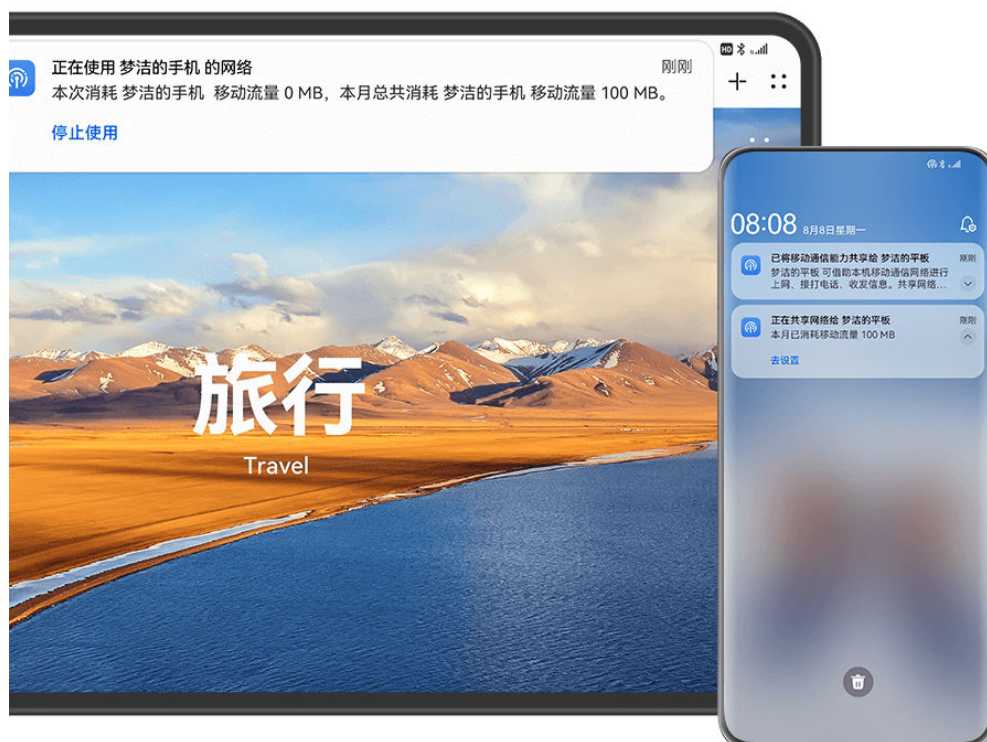 正在使用 梦洁的手机 的网络
刚刚
本次消耗 梦洁的手机 移动流量 0 MB，本月总共消耗 梦洁的手机 移动流量 100 MB。
停止使用
HD
旅行
Travel
08:08 8月8日星期一
已将移动通信能力共享给 梦洁的平板
刚刚
梦洁的平板 可借助本机移动通信网络进行
上网、接打电话、收发信息。共享网络...
正在共享网络给 梦洁的平板
刚刚
本月已消耗移动流量 100 MB
去设置